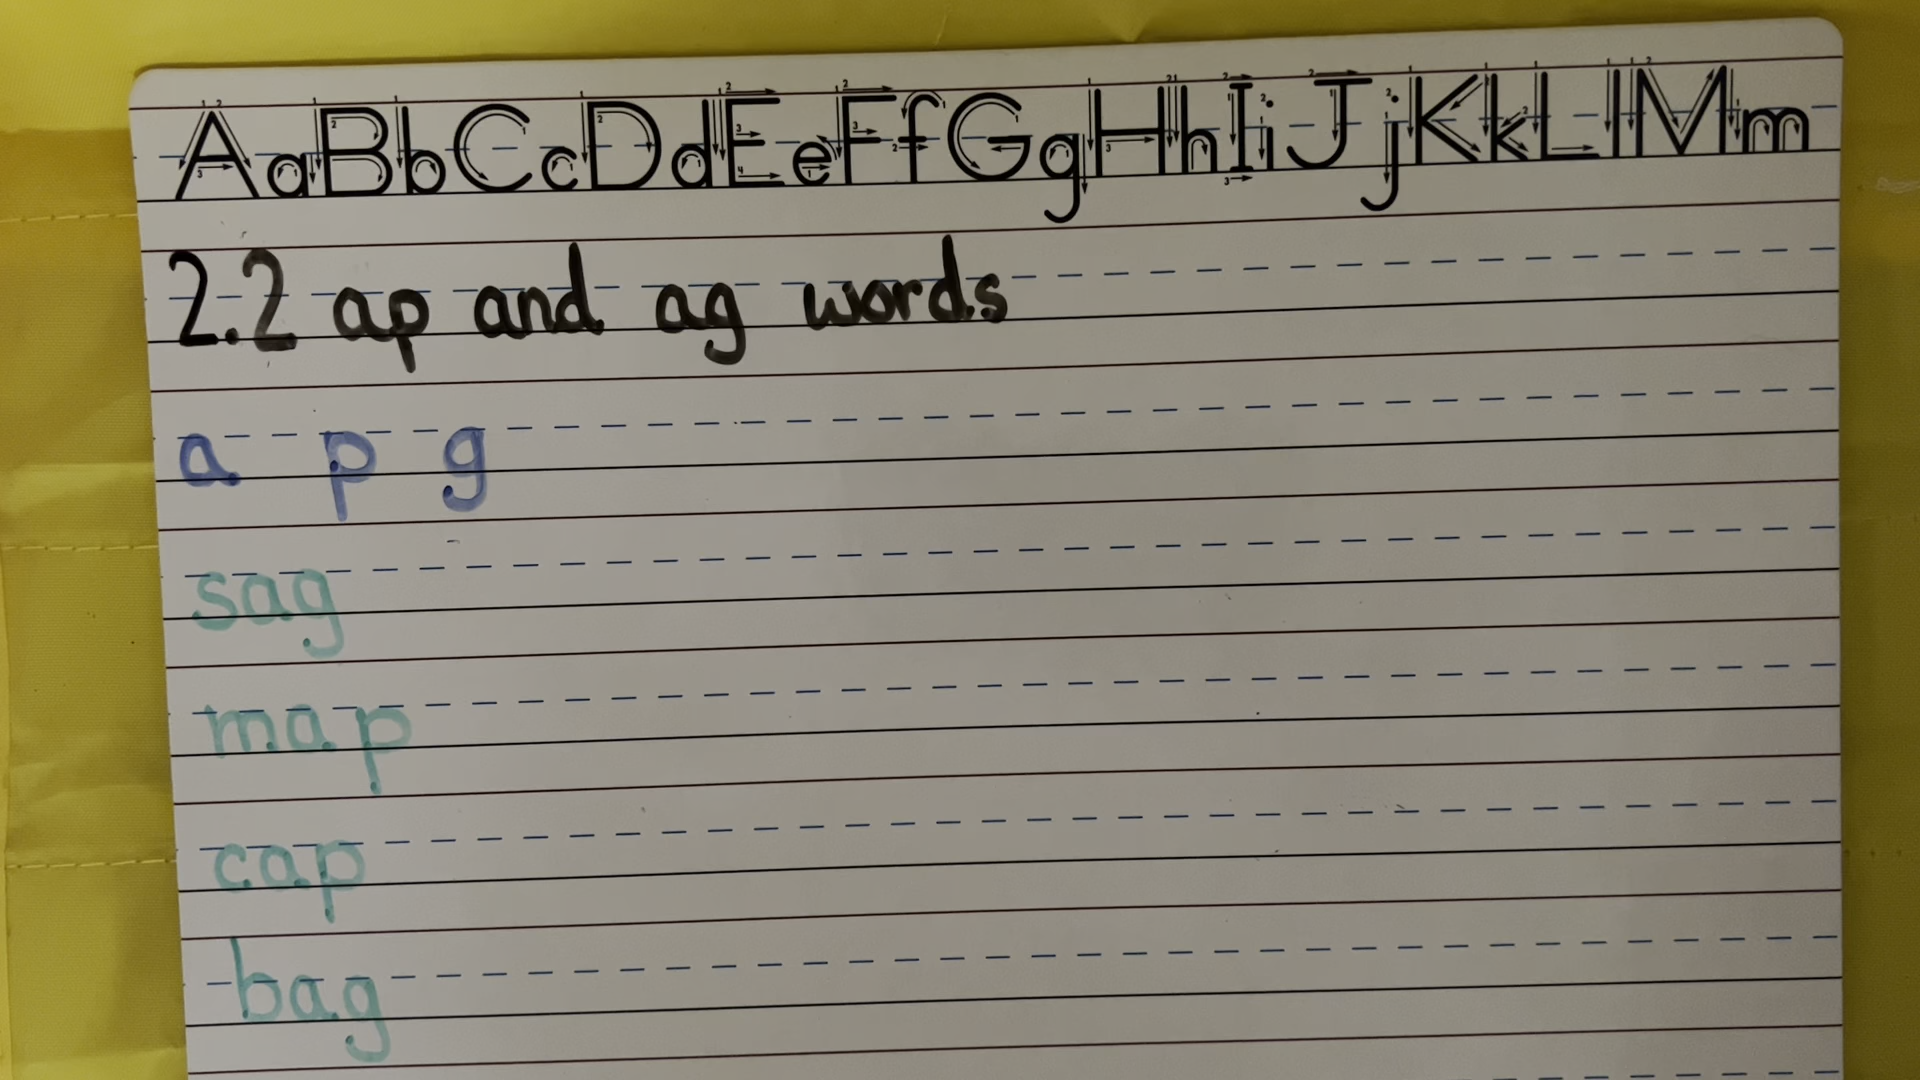 AaBbCcDdEeFfGgHhIiJjKkLlMm
2.2 ap and ag words
a p g
sag
map
cap
bag